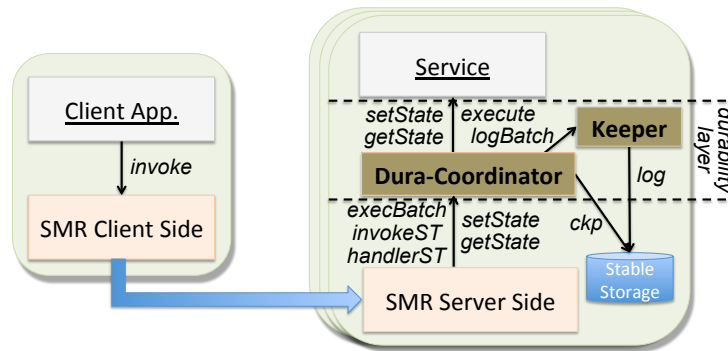 Client App.
invoke
SMR Client Side
Service
setState
getState
execute
logBatch
Keeper
durability
layer
Dura-Coordinator
log
execBatch
invokeST
handlerST
setState
getState
ckp
Stable
Storage
SMR Server Side